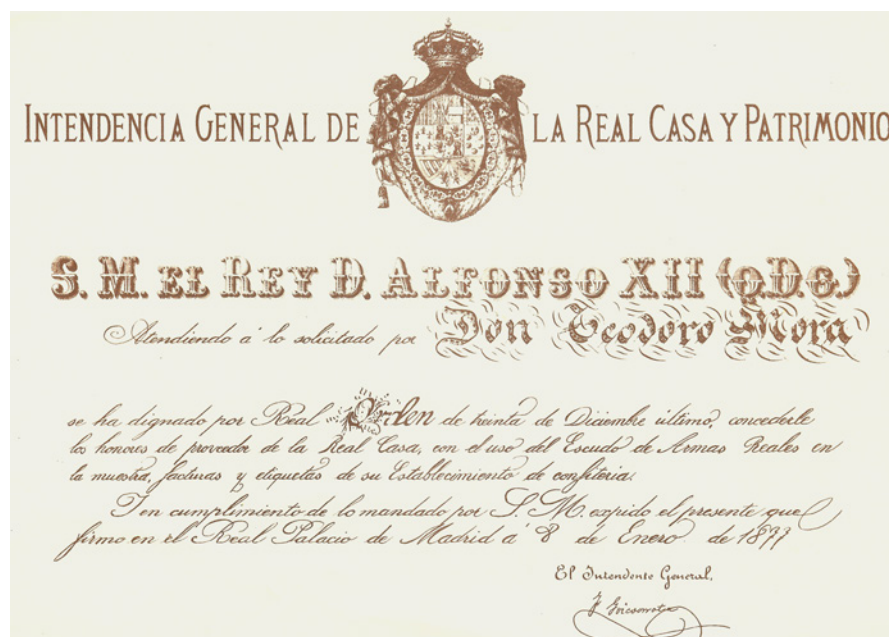 INTENDENCIA GENERAL DE LA REAL CASA Y PATRIMONIO
S. M. EL REY D. ALFONSO XII (Q.D.G.)
Atendiendo á lo solicitado por Don Teodoro Mora
se ha dignado por Real Orden de treinta de Diciembre último, concederle
los honores de proveedor de la Real Casa, con el uso del Escudo de Armas Reales en
la muestra, facturas y etiquetas de su Establecimiento de confiteria.
Y en cumplimiento de lo mandado por S. M. expido el presente que
firmo en el Real Palacio de Madrid á 8 de Enero de 1877
El Intendente General,